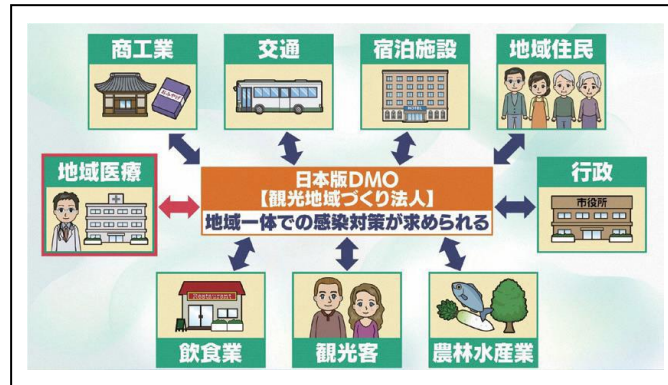 商工業
交通
宿泊施設
地域住民
HOTEL
地域医療
日本版DMO
【観光地域づくり法人】
地域一体での感染対策が求められる
行政
市役所
Restaurant
飲食業
観光客
農林水産業